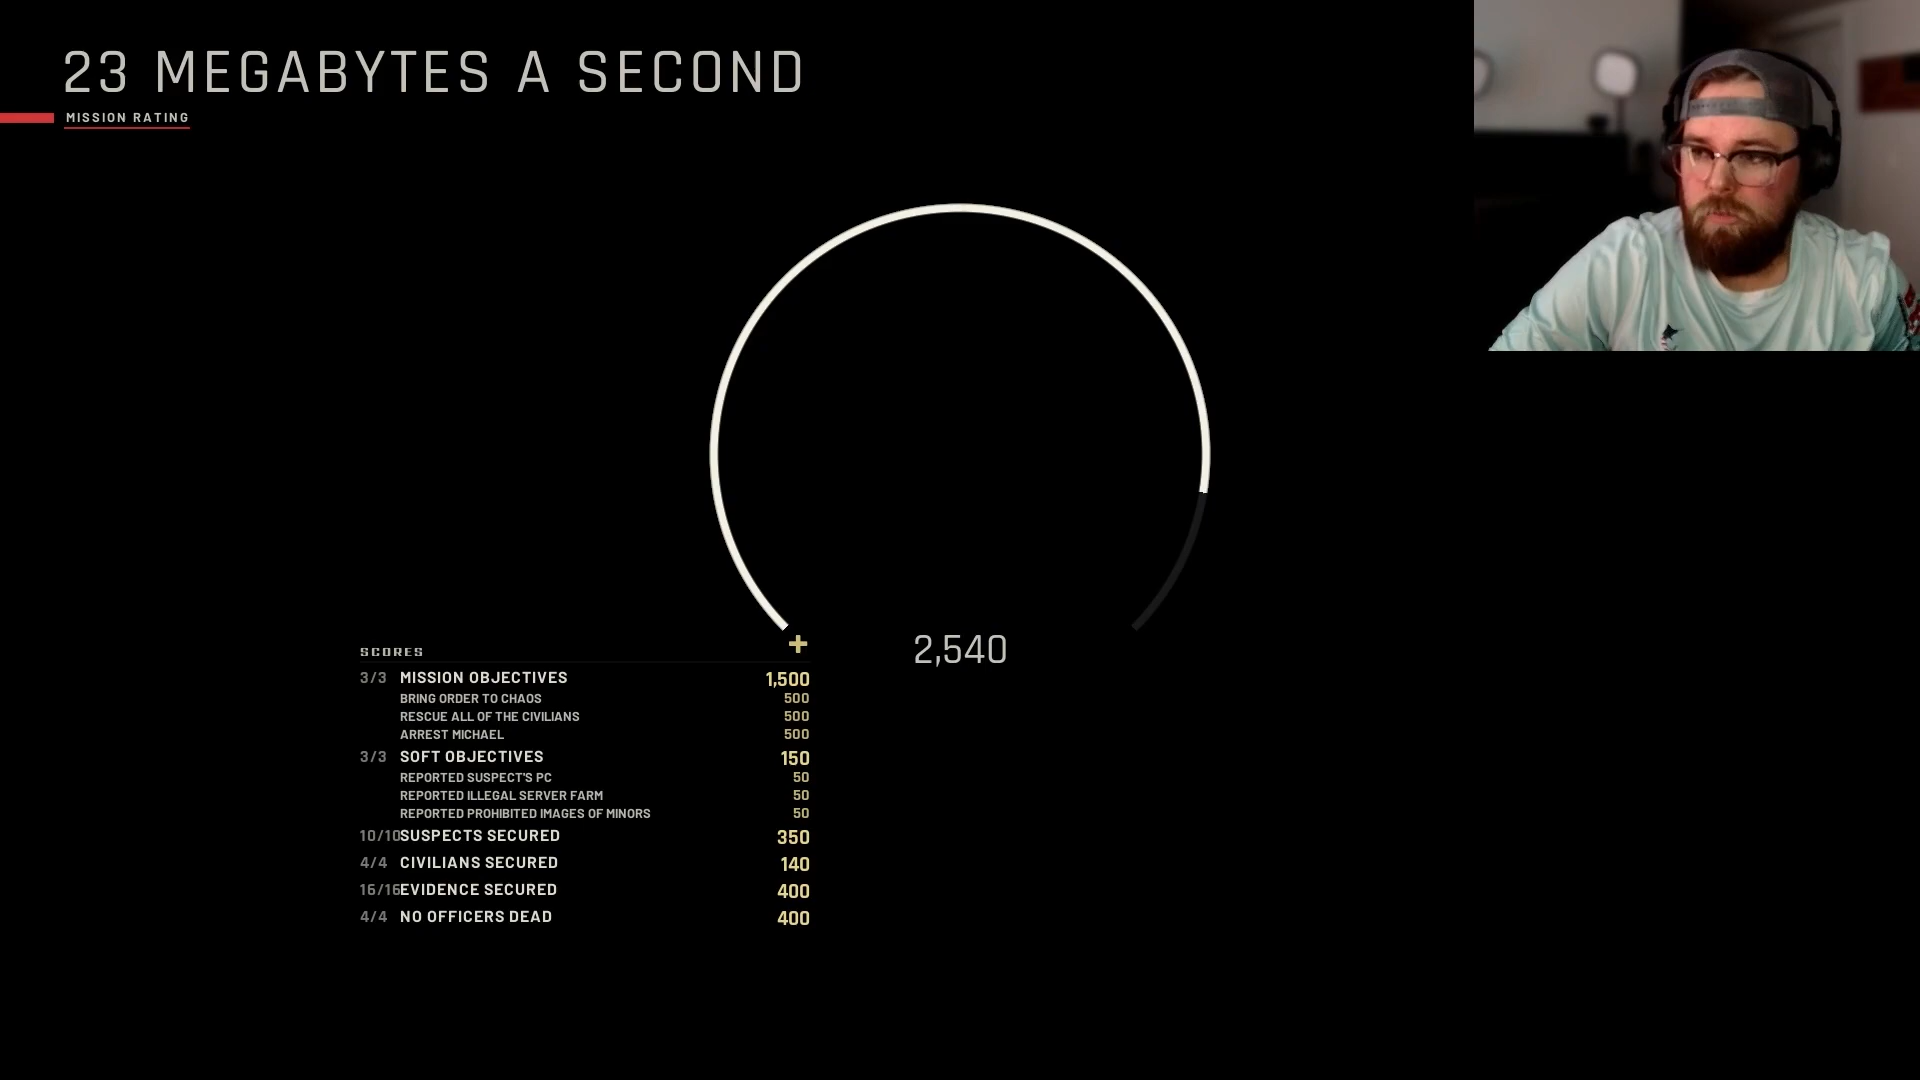 23 MEGABYTES A SECOND
MISSION RATING
2,540
SCORES +
3/3 MISSION OBJECTIVES 1,500
BRING ORDER TO CHAOS 500
RESCUE ALL OF THE CIVILIANS 500
ARREST MICHAEL 500
3/3 SOFT OBJECTIVES 150
REPORTED SUSPECT'S PC 50
REPORTED ILLEGAL SERVER FARM 50
REPORTED PROHIBITED IMAGES OF MINORS 50
10/10 SUSPECTS SECURED 350
4/4 CIVILIANS SECURED 140
16/16 EVIDENCE SECURED 400
4/4 NO OFFICERS DEAD 400